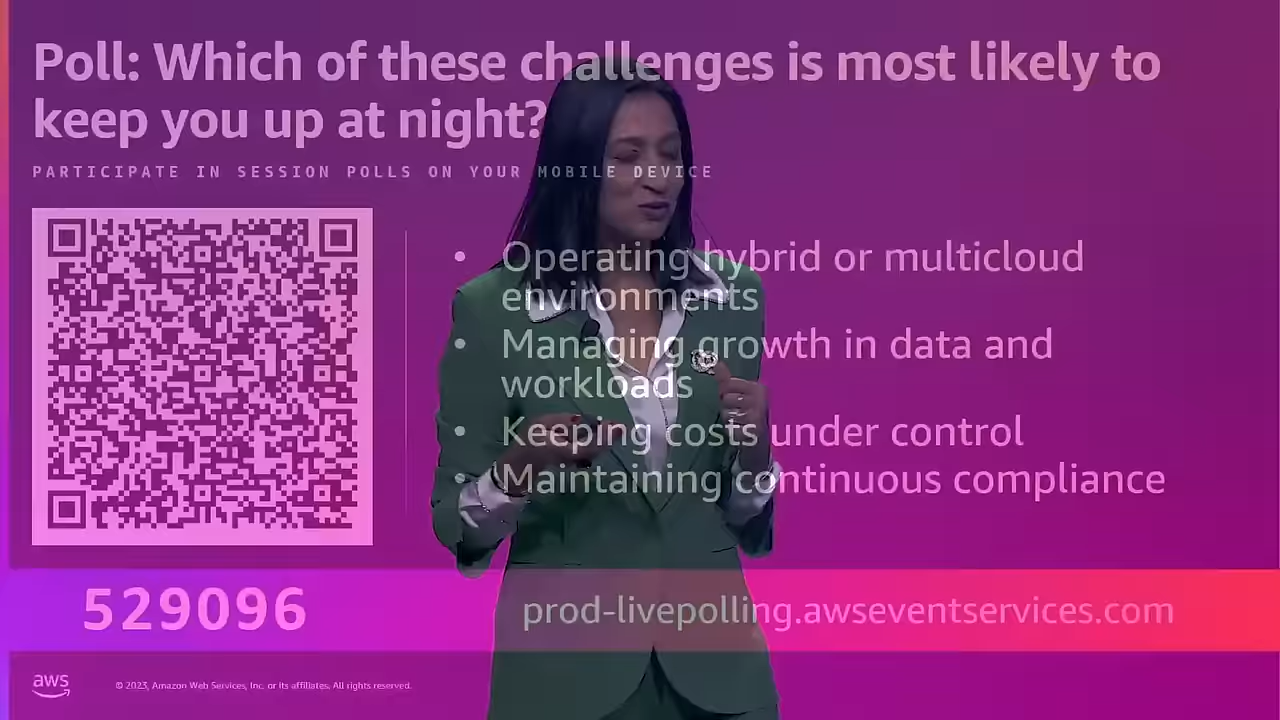 Poll: Which of these challenges is most likely to
keep you up at night?
PARTICIPATE IN SESSION POLLS ON YOUR MOBILE DEVICE
• Operating hybrid or multicloud
environments
• Managing growth in data and
workloads
• Keeping costs under control
• Maintaining continuous compliance
529096
prod-livepolling.awseventservices.com
aws
© 2023, Amazon Web Services, Inc. or its affiliates. All rights reserved.